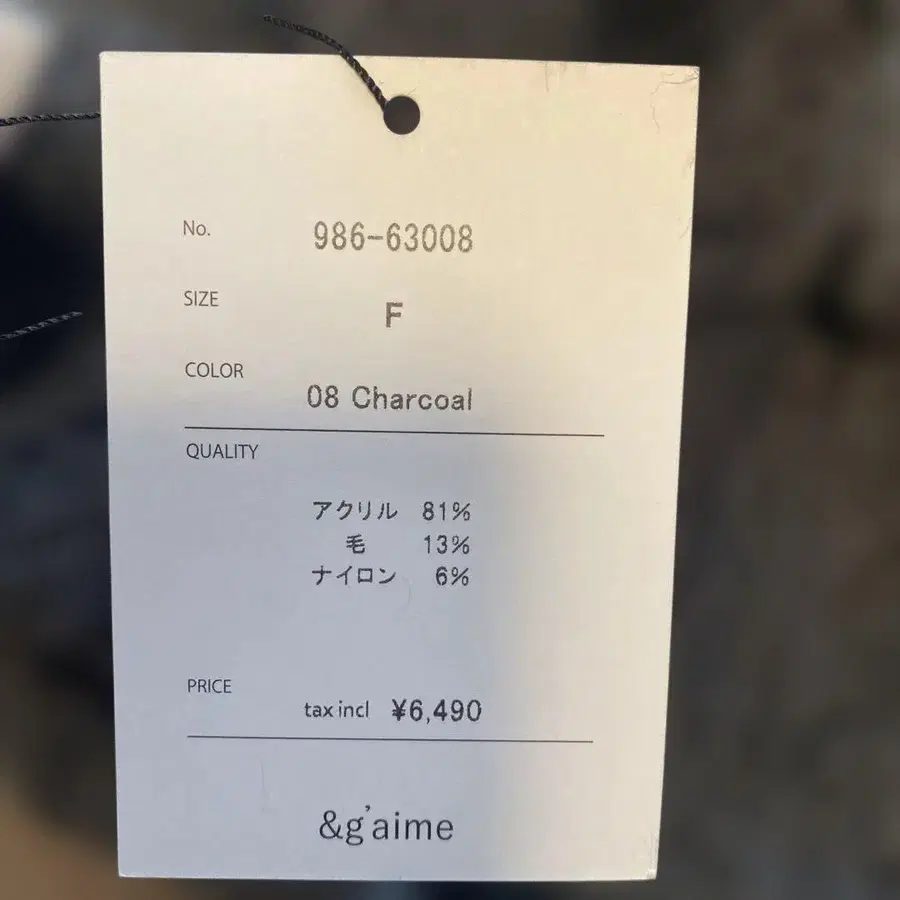 No. 986-63008
SIZE F
COLOR
08 Charcoal
QUALITY
アクリル 81%
毛 13%
ナイロン 6%
PRICE
tax incl ¥6,490
&g'aime